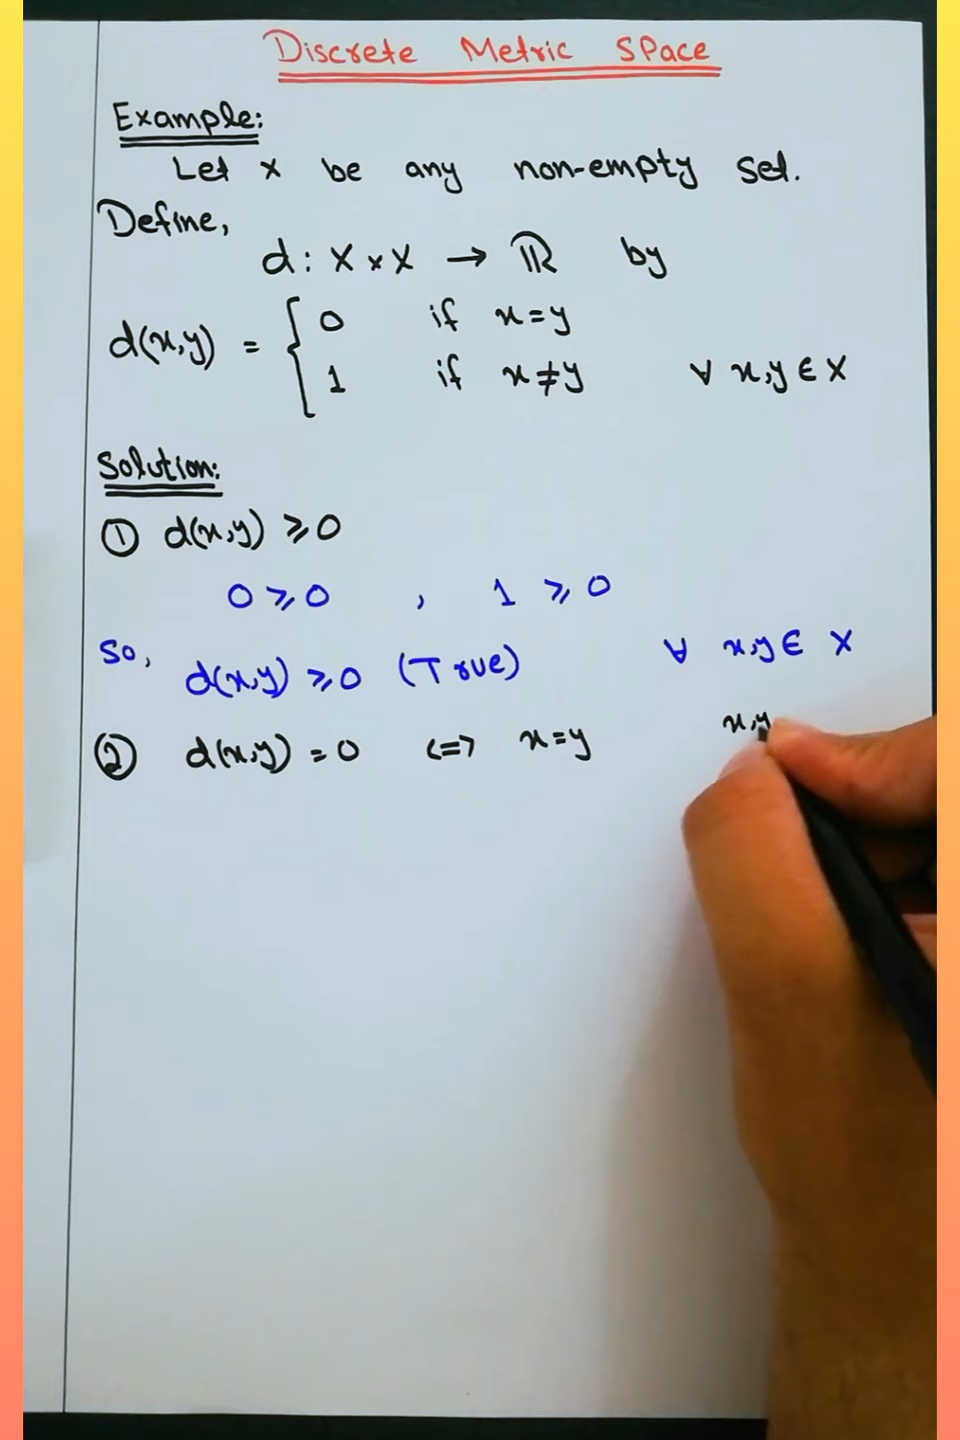 Discrete Metric Space
Example:
Let x be any non-empty set.
Define,
d: X × X → ℝ by
d(x,y) = { 0 if x=y
1 if x≠y ∀ x,y ∈ X
Solution:
① d(x,y) ⩾ 0
0 ⩾ 0 , 1 ⩾ 0
So, d(x,y) ⩾ 0 (True) ∀ x,y ∈ X
② d(x,y) = 0 <=> x=y x,y